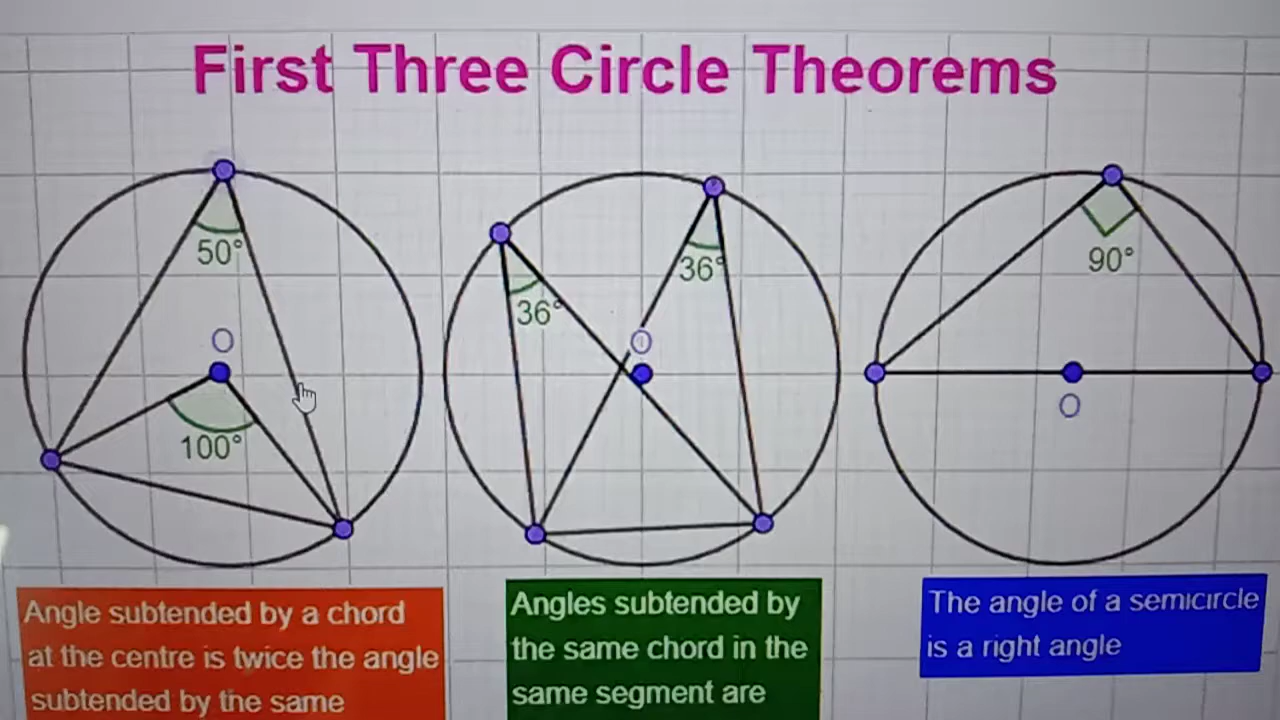 First Three Circle Theorems
50°
O
100°
36°
36°
O
90°
O
Angle subtended by a chord
at the centre is twice the angle
subtended by the same
Angles subtended by
the same chord in the
same segment are
The angle of a semicircle
is a right angle